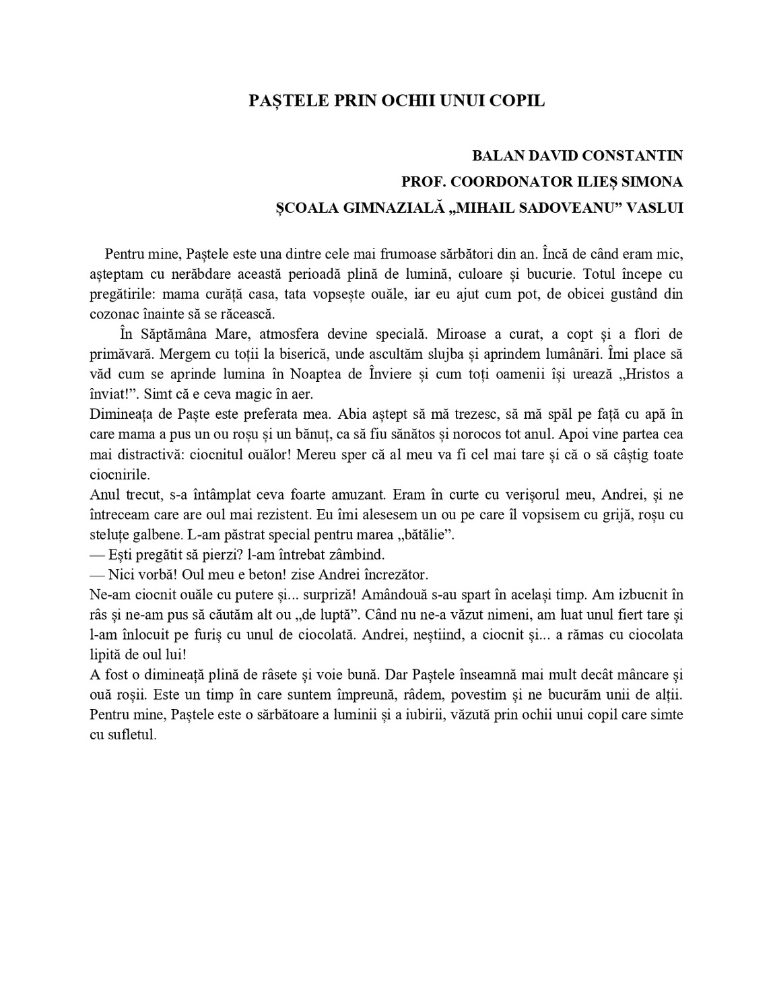 PAȘTELE PRIN OCHII UNUI COPIL
BALAN DAVID CONSTANTIN
PROF. COORDONATOR ILIEȘ SIMONA
ȘCOALA GIMNAZIALĂ „MIHAIL SADOVEANU” VASLUI
Pentru mine, Paștele este una dintre cele mai frumoase sărbători din an. Încă de când eram mic,
așteptam cu nerăbdare această perioadă plină de lumină, culoare și bucurie. Totul începe cu
pregătirile: mama curăță casa, tata vopsește ouăle, iar eu ajut cum pot, de obicei gustând din
cozonac înainte să se răcească.
În Săptămâna Mare, atmosfera devine specială. Miroase a curat, a copt și a flori de
primăvară. Mergem cu toții la biserică, unde ascultăm slujba și aprindem lumânări. Îmi place să
văd cum se aprinde lumina în Noaptea de Înviere și cum toți oamenii își urează „Hristos a
înviat!”. Simt că e ceva magic în aer.
Dimineața de Paște este preferata mea. Abia aștept să mă trezesc, să mă spăl pe față cu apă în
care mama a pus un ou roșu și un bănuț, ca să fiu sănătos și norocos tot anul. Apoi vine partea cea
mai distractivă: ciocnitul ouălor! Mereu sper că al meu va fi cel mai tare și că o să câștig toate
ciocnirile.
Anul trecut, s-a întâmplat ceva foarte amuzant. Eram în curte cu verișorul meu, Andrei, și ne
întreceam care are oul mai rezistent. Eu îmi alesesem un ou pe care îl vopsisem cu grijă, roșu cu
steluțe galbene. L-am păstrat special pentru marea „bătălie”.
— Ești pregătit să pierzi? l-am întrebat zâmbind.
— Nici vorbă! Oul meu e beton! zise Andrei încrezător.
Ne-am ciocnit ouăle cu putere și... surpriză! Amândouă s-au spart în același timp. Am izbucnit în
râs și ne-am pus să căutăm alt ou „de luptă”. Când nu ne-a văzut nimeni, am luat unul fiert tare și
l-am înlocuit pe furiș cu unul de ciocolată. Andrei, neștiind, a ciocnit și... a rămas cu ciocolata
lipită de oul lui!
A fost o dimineață plină de râsete și voie bună. Dar Paștele înseamnă mai mult decât mâncare și
ouă roșii. Este un timp în care suntem împreună, râdem, povestim și ne bucurăm unii de alții.
Pentru mine, Paștele este o sărbătoare a luminii și a iubirii, văzută prin ochii unui copil care simte
cu sufletul.